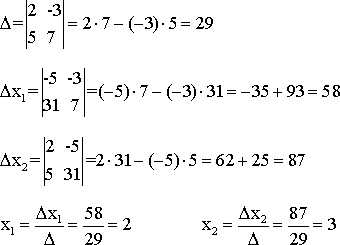 Δ=|2 -3| = 2·7−(−3)·5 = 29
|5 7|
Δx₁=|-5 -3|=(−5)·7−(−3)·31=−35+93=58
|31 7|
Δx₂=|2 -5|=2·31−(−5)·5=62+25=87
|5 31|
x₁ = Δx₁/Δ = 58/29 = 2 x₂ = Δx₂/Δ = 87/29 = 3